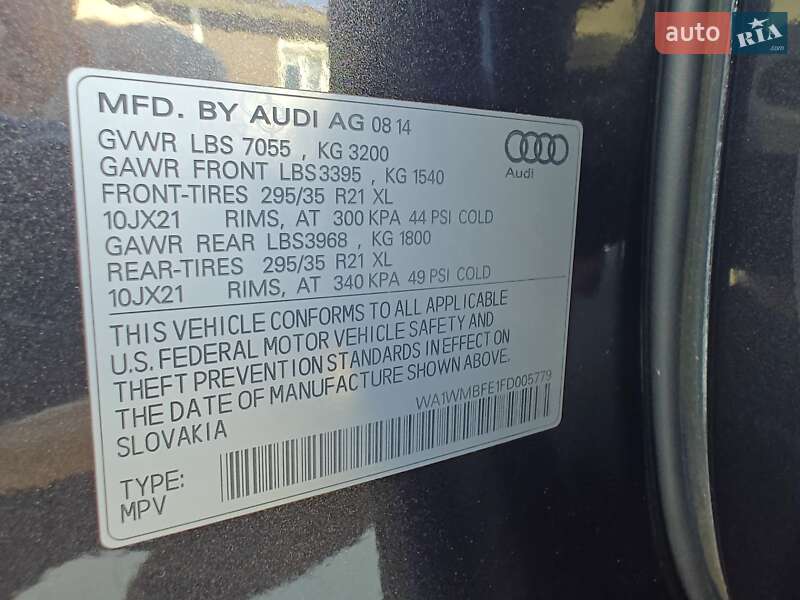 auto RIA.com
MFD. BY AUDI AG 08 14
GVWR LBS 7055 , KG 3200
GAWR FRONT LBS3395 , KG 1540
FRONT-TIRES 295/35 R21 XL
10JX21 RIMS, AT 300 KPA 44 PSI COLD
GAWR REAR LBS3968 , KG 1800
REAR-TIRES 295/35 R21 XL
10JX21 RIMS, AT 340 KPA 49 PSI COLD
Audi
THIS VEHICLE CONFORMS TO ALL APPLICABLE
U.S. FEDERAL MOTOR VEHICLE SAFETY AND
THEFT PREVENTION STANDARDS IN EFFECT ON
THE DATE OF MANUFACTURE SHOWN ABOVE.
SLOVAKIA
WA1WMBFE1FD005779
TYPE:
MPV